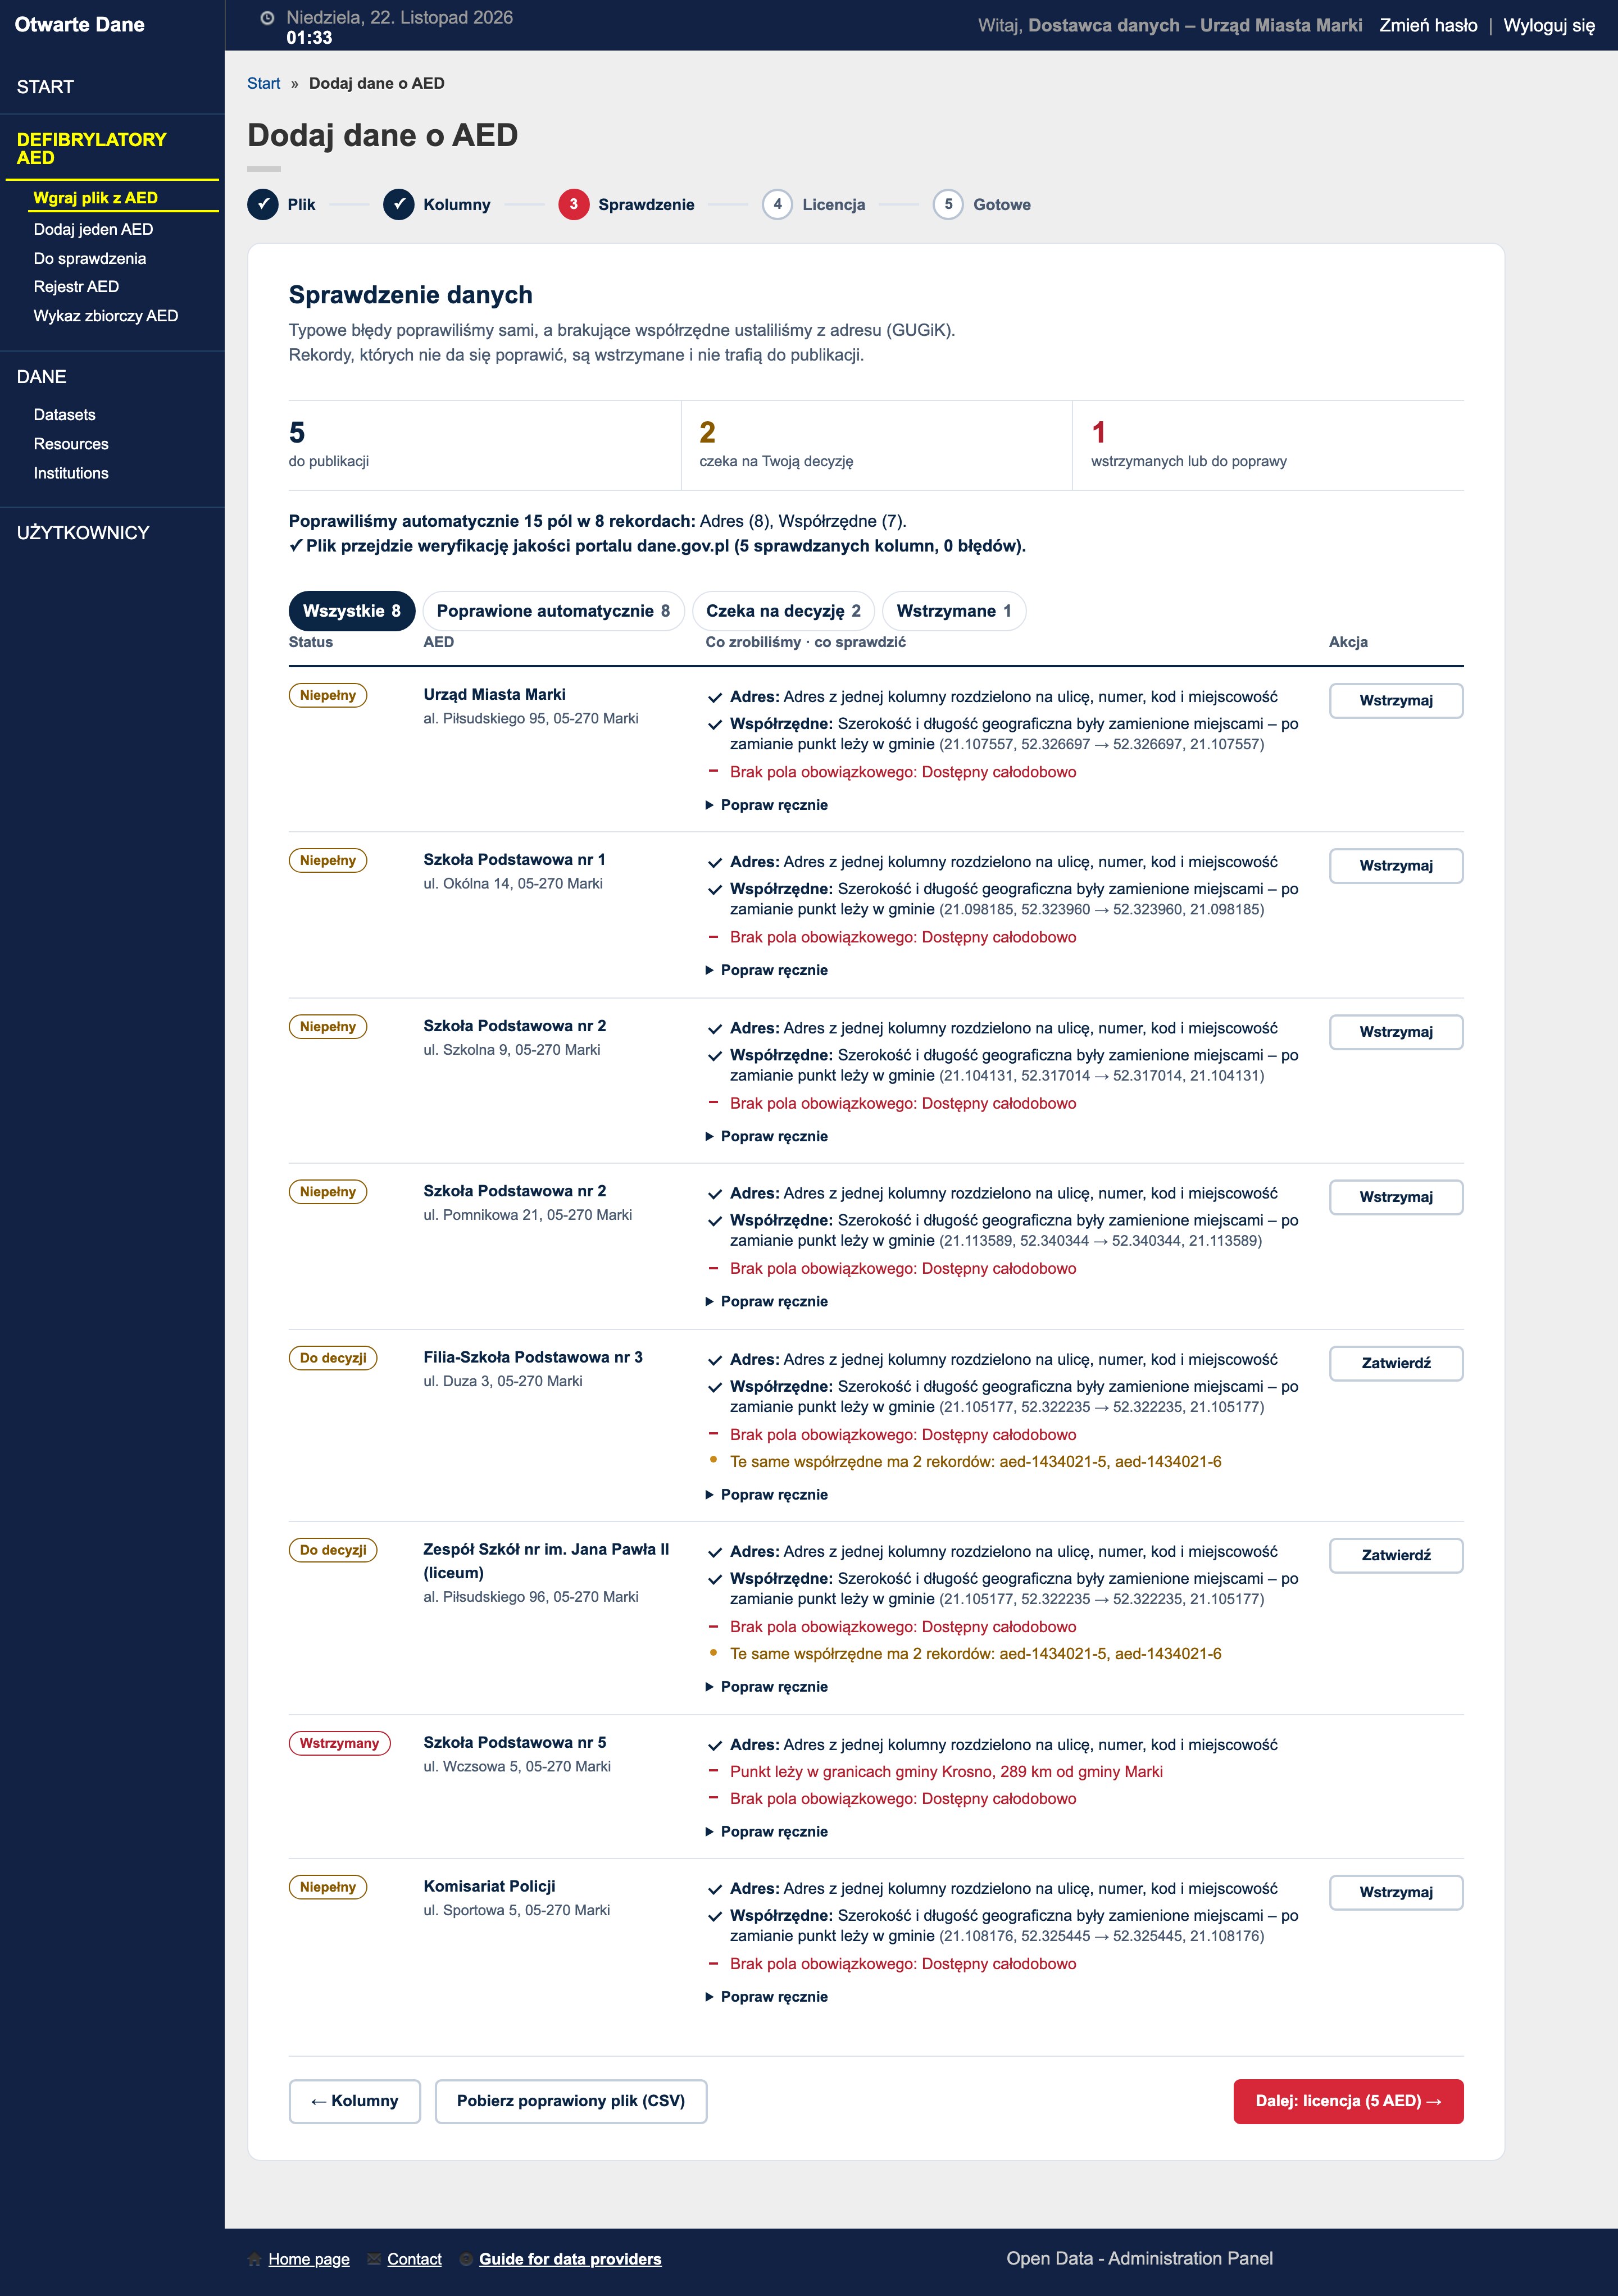 Otwarte Dane
Niedziela, 22. Listopad 2026
01:33
Witaj, Dostawca danych – Urząd Miasta Marki Zmień hasło | Wyloguj się
START
DEFIBRYLATORY
AED
Wgraj plik z AED
Dodaj jeden AED
Do sprawdzenia
Rejestr AED
Wykaz zbiorczy AED
DANE
Datasets
Resources
Institutions
UŻYTKOWNICY
Start » Dodaj dane o AED
Dodaj dane o AED
✓ Plik ✓ Kolumny 3 Sprawdzenie 4 Licencja 5 Gotowe
Sprawdzenie danych
Typowe błędy poprawiliśmy sami, a brakujące współrzędne ustaliliśmy z adresu (GUGiK).
Rekordy, których nie da się poprawić, są wstrzymane i nie trafią do publikacji.
5
do publikacji
2
czeka na Twoją decyzję
1
wstrzymanych lub do poprawy
Poprawiliśmy automatycznie 15 pól w 8 rekordach: Adres (8), Współrzędne (7).
✓ Plik przejdzie weryfikację jakości portalu dane.gov.pl (5 sprawdzanych kolumn, 0 błędów).
Wszystkie 8 Poprawione automatycznie 8 Czeka na decyzję 2 Wstrzymane 1
Status AED Co zrobiliśmy · co sprawdzić Akcja
Niepełny
Urząd Miasta Marki
al. Piłsudskiego 95, 05-270 Marki
✓ Adres: Adres z jednej kolumny rozdzielono na ulicę, numer, kod i miejscowość
✓ Współrzędne: Szerokość i długość geograficzna były zamienione miejscami – po
zamianie punkt leży w gminie (21.107557, 52.326697 → 52.326697, 21.107557)
– Brak pola obowiązkowego: Dostępny całodobowo
▶ Popraw ręcznie
Wstrzymaj
Niepełny
Szkoła Podstawowa nr 1
ul. Okólna 14, 05-270 Marki
✓ Adres: Adres z jednej kolumny rozdzielono na ulicę, numer, kod i miejscowość
✓ Współrzędne: Szerokość i długość geograficzna były zamienione miejscami – po
zamianie punkt leży w gminie (21.098185, 52.323960 → 52.323960, 21.098185)
– Brak pola obowiązkowego: Dostępny całodobowo
▶ Popraw ręcznie
Wstrzymaj
Niepełny
Szkoła Podstawowa nr 2
ul. Szkolna 9, 05-270 Marki
✓ Adres: Adres z jednej kolumny rozdzielono na ulicę, numer, kod i miejscowość
✓ Współrzędne: Szerokość i długość geograficzna były zamienione miejscami – po
zamianie punkt leży w gminie (21.104131, 52.317014 → 52.317014, 21.104131)
– Brak pola obowiązkowego: Dostępny całodobowo
▶ Popraw ręcznie
Wstrzymaj
Niepełny
Szkoła Podstawowa nr 2
ul. Pomnikowa 21, 05-270 Marki
✓ Adres: Adres z jednej kolumny rozdzielono na ulicę, numer, kod i miejscowość
✓ Współrzędne: Szerokość i długość geograficzna były zamienione miejscami – po
zamianie punkt leży w gminie (21.113589, 52.340344 → 52.340344, 21.113589)
– Brak pola obowiązkowego: Dostępny całodobowo
▶ Popraw ręcznie
Wstrzymaj
Do decyzji
Filia-Szkoła Podstawowa nr 3
ul. Duza 3, 05-270 Marki
✓ Adres: Adres z jednej kolumny rozdzielono na ulicę, numer, kod i miejscowość
✓ Współrzędne: Szerokość i długość geograficzna były zamienione miejscami – po
zamianie punkt leży w gminie (21.105177, 52.322235 → 52.322235, 21.105177)
– Brak pola obowiązkowego: Dostępny całodobowo
• Te same współrzędne ma 2 rekordów: aed-1434021-5, aed-1434021-6
▶ Popraw ręcznie
Zatwierdź
Do decyzji
Zespół Szkół nr im. Jana Pawła II
(liceum)
al. Piłsudskiego 96, 05-270 Marki
✓ Adres: Adres z jednej kolumny rozdzielono na ulicę, numer, kod i miejscowość
✓ Współrzędne: Szerokość i długość geograficzna były zamienione miejscami – po
zamianie punkt leży w gminie (21.105177, 52.322235 → 52.322235, 21.105177)
– Brak pola obowiązkowego: Dostępny całodobowo
• Te same współrzędne ma 2 rekordów: aed-1434021-5, aed-1434021-6
▶ Popraw ręcznie
Zatwierdź
Wstrzymany
Szkoła Podstawowa nr 5
ul. Wczsowa 5, 05-270 Marki
✓ Adres: Adres z jednej kolumny rozdzielono na ulicę, numer, kod i miejscowość
– Punkt leży w granicach gminy Krosno, 289 km od gminy Marki
– Brak pola obowiązkowego: Dostępny całodobowo
▶ Popraw ręcznie
Niepełny
Komisariat Policji
ul. Sportowa 5, 05-270 Marki
✓ Adres: Adres z jednej kolumny rozdzielono na ulicę, numer, kod i miejscowość
✓ Współrzędne: Szerokość i długość geograficzna były zamienione miejscami – po
zamianie punkt leży w gminie (21.108176, 52.325445 → 52.325445, 21.108176)
– Brak pola obowiązkowego: Dostępny całodobowo
▶ Popraw ręcznie
Wstrzymaj
← Kolumny Pobierz poprawiony plik (CSV) Dalej: licencja (5 AED) →
Home page Contact Guide for data providers Open Data - Administration Panel